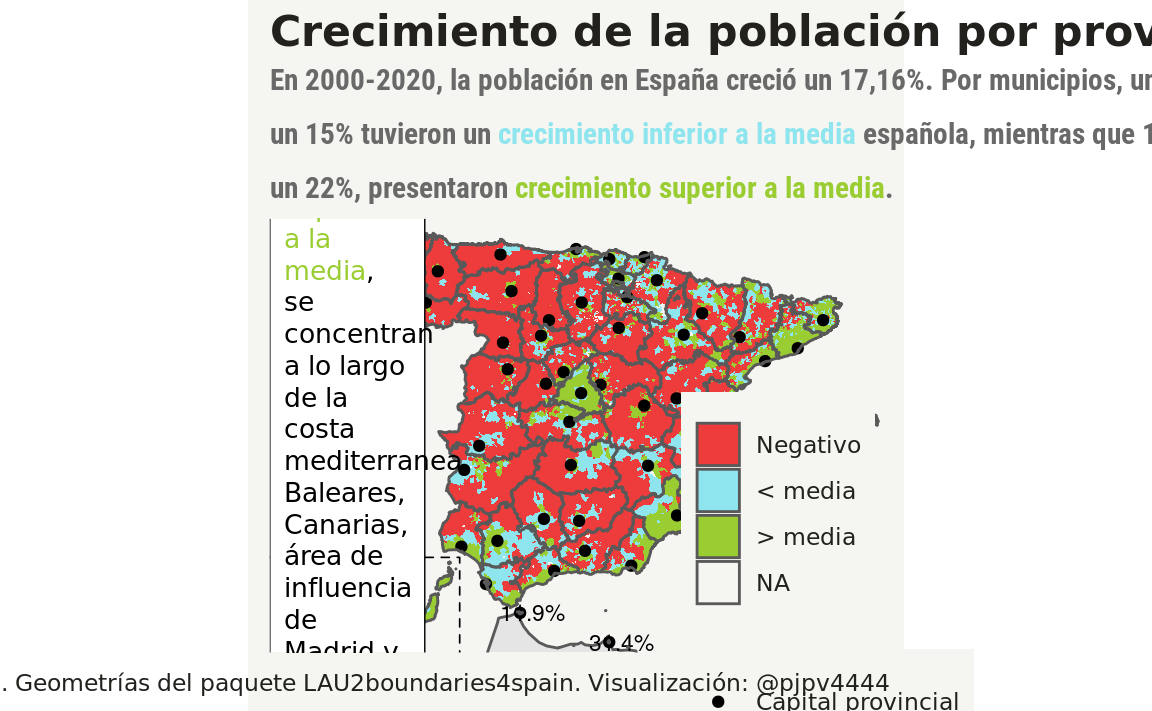 Crecimiento de la población por prov
En 2000-2020, la población en España creció un 17,16%. Por municipios, un
un 15% tuvieron un crecimiento inferior a la media española, mientras que 1
un 22%, presentaron crecimiento superior a la media.
a la
media,
se
concentran
a lo largo
de la
costa
mediterranea
Baleares,
Canarias,
área de
influencia
de
Madrid y
Negativo
< media
> media
NA
31.4%
. Geometrías del paquete LAU2boundaries4spain. Visualización: @pjpv4444
Capital provincial